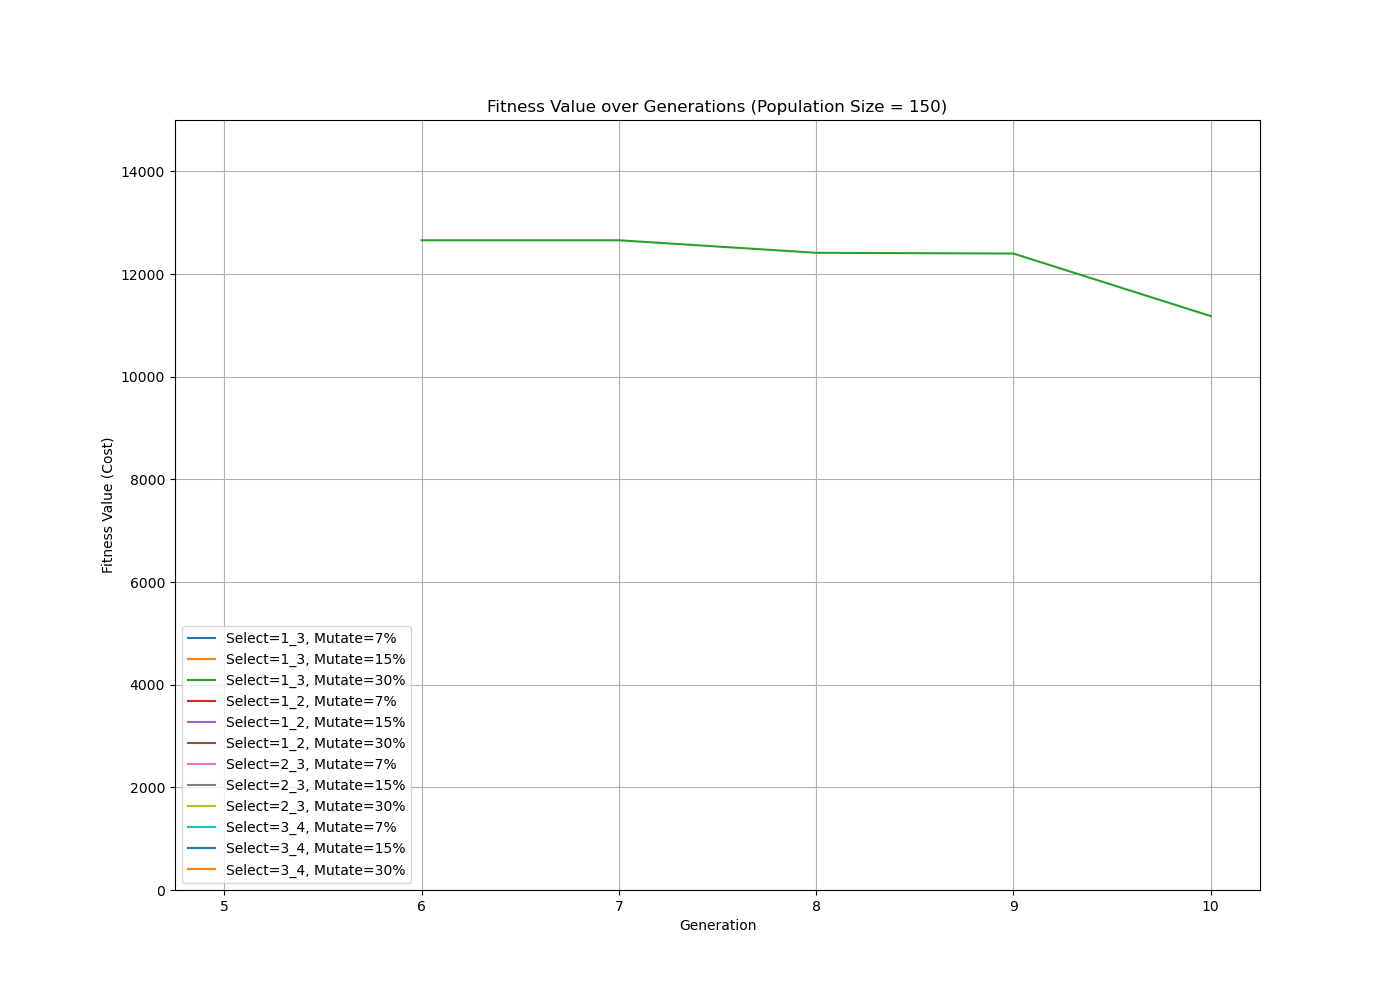 Fitness Value over Generations (Population Size = 150)
14000
12000
10000
8000
6000
4000
2000
0
Fitness Value (Cost)
Select=1_3, Mutate=7%
Select=1_3, Mutate=15%
Select=1_3, Mutate=30%
Select=1_2, Mutate=7%
Select=1_2, Mutate=15%
Select=1_2, Mutate=30%
Select=2_3, Mutate=7%
Select=2_3, Mutate=15%
Select=2_3, Mutate=30%
Select=3_4, Mutate=7%
Select=3_4, Mutate=15%
Select=3_4, Mutate=30%
5 6 7 8 9 10
Generation